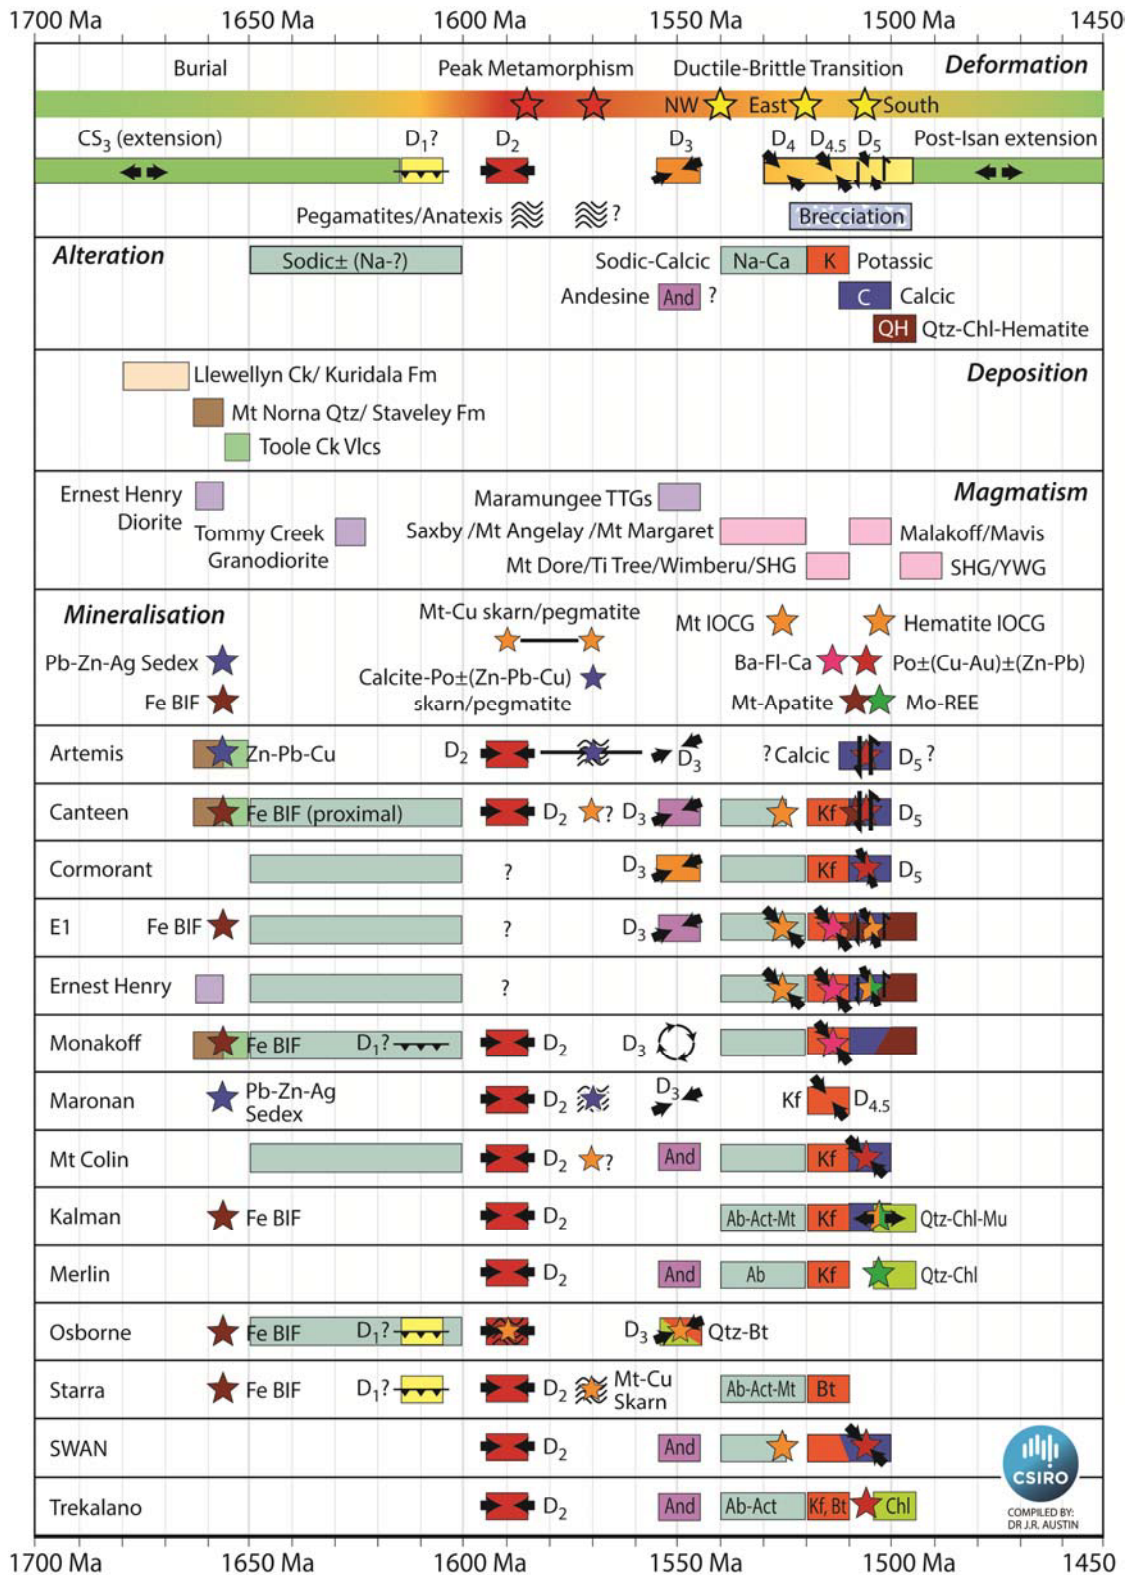 1700 Ma 1650 Ma 1600 Ma 1550 Ma 1500 Ma 1450
Burial Peak Metamorphism Ductile-Brittle Transition Deformation
NW East South
CS3 (extension) D1? D2 D3 D4 D4.5 D5 Post-Isan extension
Pegamatites/Anatexis ? Brecciation
Alteration Sodic± (Na-?) Sodic-Calcic Na-Ca K Potassic
Andesine And ? C Calcic
QH Qtz-Chl-Hematite
Llewellyn Ck/ Kuridala Fm Deposition
Mt Norna Qtz/ Staveley Fm
Toole Ck Vlcs
Ernest Henry Maramungee TTGs Magmatism
Diorite
Tommy Creek Saxby /Mt Angelay /Mt Margaret Malakoff/Mavis
Granodiorite Mt Dore/Ti Tree/Wimberu/SHG SHG/YWG
Mineralisation Mt-Cu skarn/pegmatite Mt IOCG Hematite IOCG
Pb-Zn-Ag Sedex Calcite-Po±(Zn-Pb-Cu) Ba-Fl-Ca Po±(Cu-Au)±(Zn-Pb)
Fe BIF skarn/pegmatite Mt-Apatite Mo-REE
Artemis Zn-Pb-Cu D2 D3 ? Calcic D5 ?
Canteen Fe BIF (proximal) D2 ? D3 Kf D5
Cormorant ? D3 Kf D5
E1 Fe BIF ? D3
Ernest Henry ?
Monakoff Fe BIF D1? D2 D3
Maronan Pb-Zn-Ag D2 D3 Kf D4.5
Sedex
Mt Colin D2 ? And Kf
Kalman Fe BIF D2 Ab-Act-Mt Kf Qtz-Chl-Mu
Merlin D2 And Ab Kf Qtz-Chl
Osborne Fe BIF D1? D3 Qtz-Bt
Starra Fe BIF D1? D2 Mt-Cu Ab-Act-Mt Bt
Skarn
SWAN D2 And
CSIRO
Trekalano D2 And Ab-Act Kf, Bt Chl
COMPILED BY:
DR J.R. AUSTIN
1700 Ma 1650 Ma 1600 Ma 1550 Ma 1500 Ma 1450